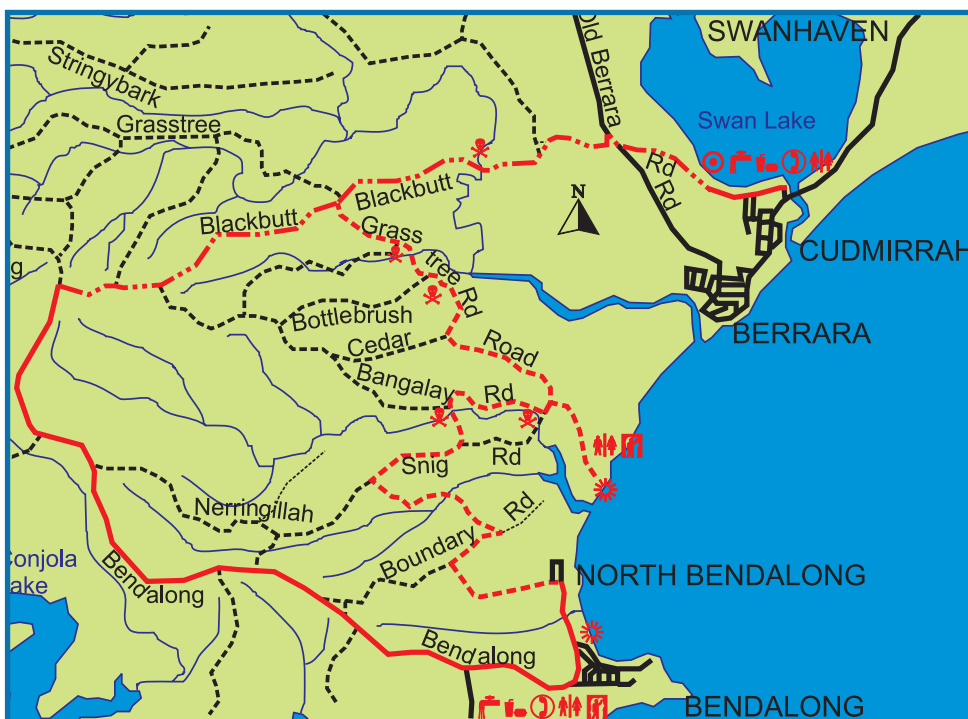 SWANHAVEN
Old Berrara
Stringybark
Swan Lake
Grasstree
Rd
Rd
Blackbutt
N
Blackbutt
Grass
tree Rd
CUDMIRRAH
g
Bottlebrush
BERRARA
Cedar
Road
Bangalay
Rd
Snig
Rd
Nerringillah
Rd
Boundary
Conjola
Lake
Bendalong
NORTH BENDALONG
Bendalong
BENDALONG